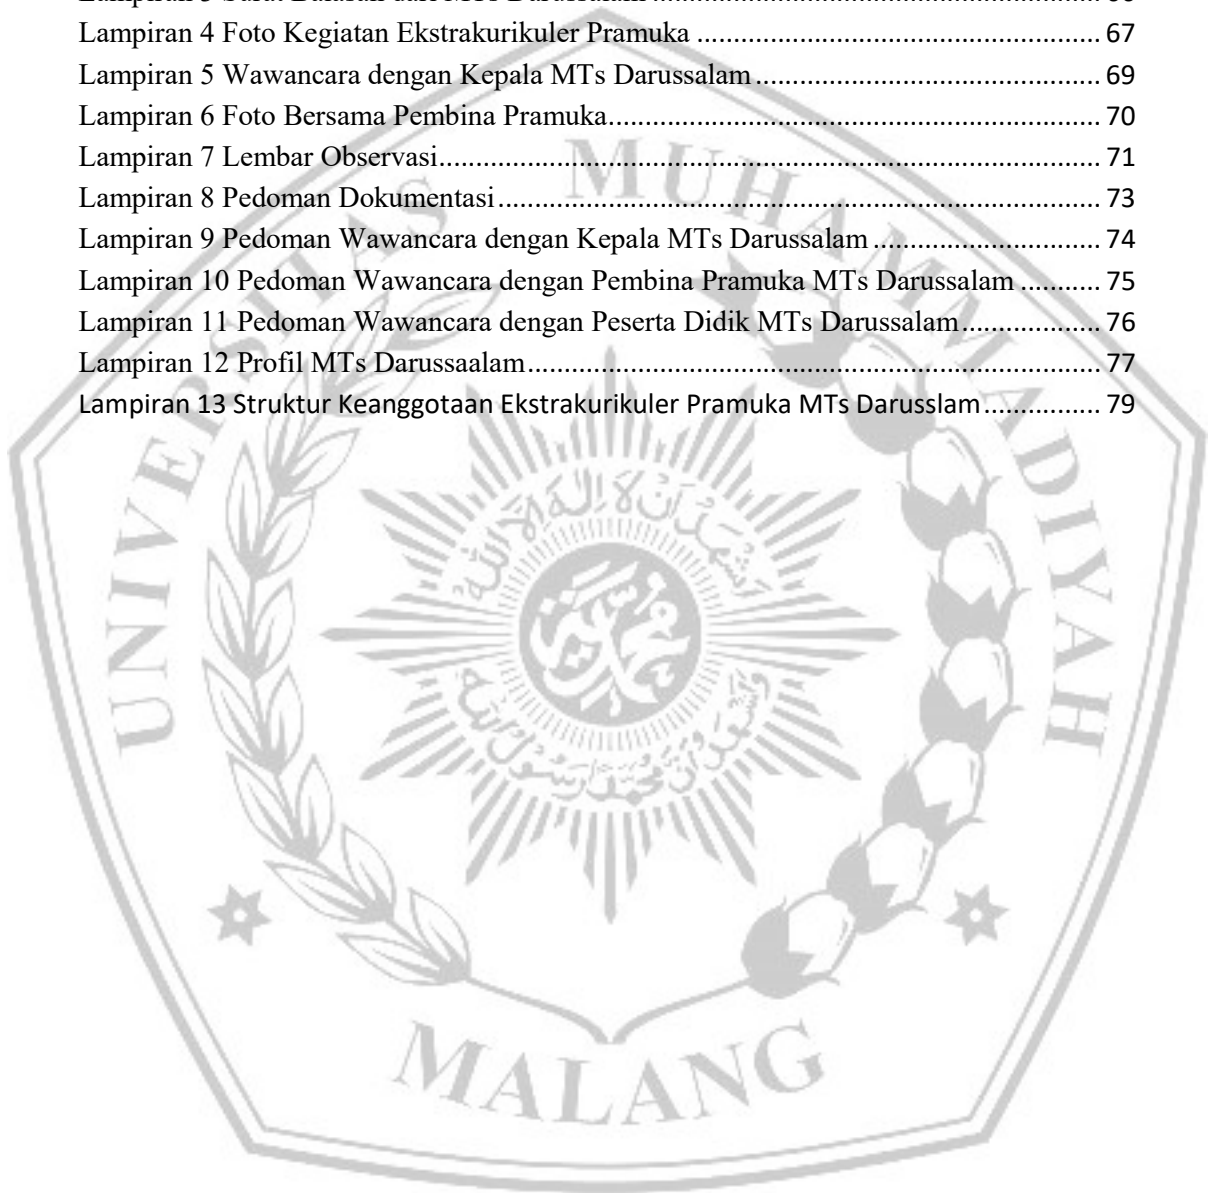 Lampiran 4 Foto Kegiatan Ekstrakurikuler Pramuka ........................................................ 67
Lampiran 5 Wawancara dengan Kepala MTs Darussalam ............................................... 69
Lampiran 6 Foto Bersama Pembina Pramuka.................................................................... 70
Lampiran 7 Lembar Observasi............................................................................................ 71
Lampiran 8 Pedoman Dokumentasi .................................................................................... 73
Lampiran 9 Pedoman Wawancara dengan Kepala MTs Darussalam ............................... 74
Lampiran 10 Pedoman Wawancara dengan Pembina Pramuka MTs Darussalam ........... 75
Lampiran 11 Pedoman Wawancara dengan Peserta Didik MTs Darussalam................... 76
Lampiran 12 Profil MTs Darussaalam................................................................................ 77
Lampiran 13 Struktur Keanggotaan Ekstrakurikuler Pramuka MTs Darusslam................ 79
UNIVERSITAS MUHAMMADIYAH
MALANG